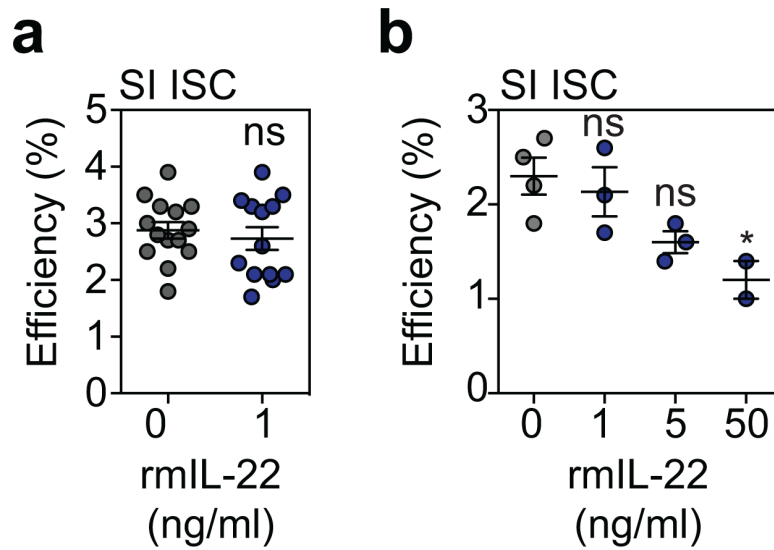 a
SI ISC
Efficiency (%)
5
4
3
2
1
0
ns
0 1
rmIL-22
(ng/ml)
b
SI ISC
Efficiency (%)
3
2
1
0
ns
ns
*
0 1 5 50
rmIL-22
(ng/ml)